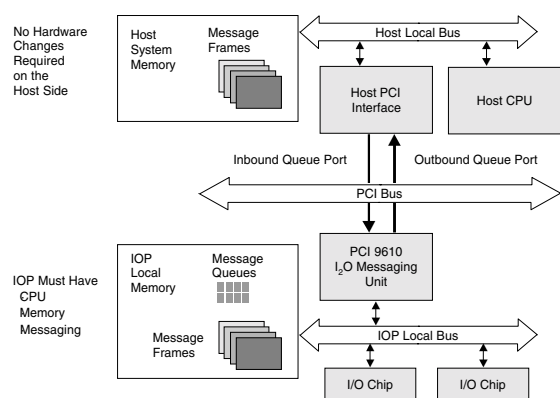 No Hardware
Changes
Required
on the
Host Side
Host
System
Memory
Message
Frames
Host Local Bus
Host PCI
Interface
Host CPU
Inbound Queue Port
Outbound Queue Port
PCI Bus
IOP Must Have
CPU
Memory
Messaging
IOP
Local
Memory
Message
Queues
Message
Frames
PCI 9610
I₂O Messaging
Unit
IOP Local Bus
I/O Chip
I/O Chip